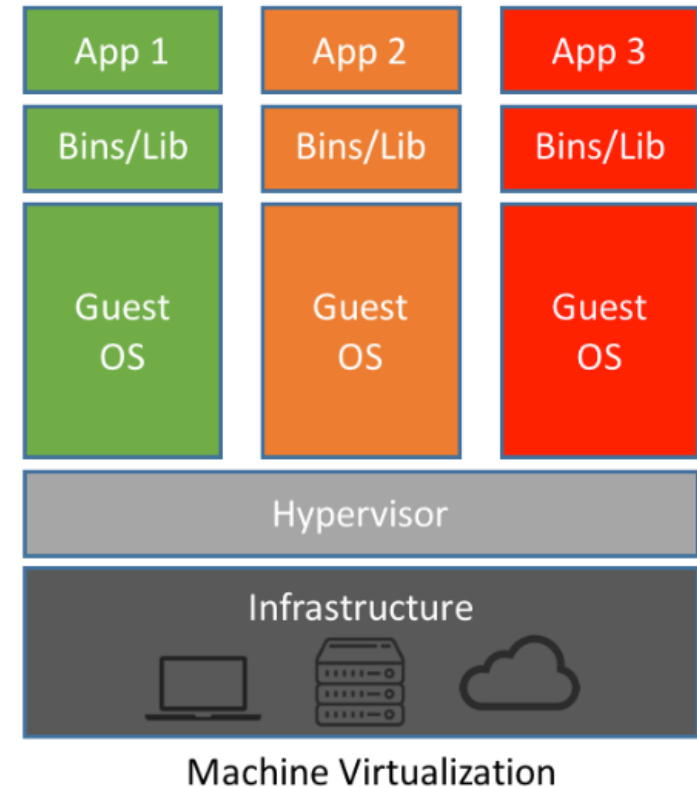 App 1
App 2
App 3
Bins/Lib
Bins/Lib
Bins/Lib
Guest
OS
Guest
OS
Guest
OS
Hypervisor
Infrastructure
Machine Virtualization